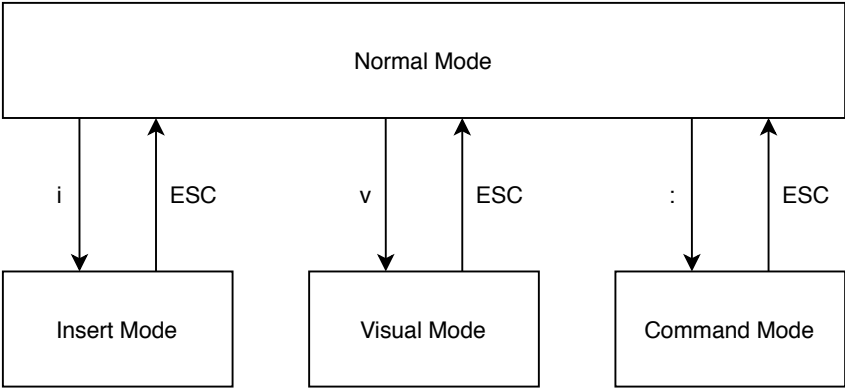 Normal Mode
i
ESC
v
ESC
:
ESC
Insert Mode
Visual Mode
Command Mode